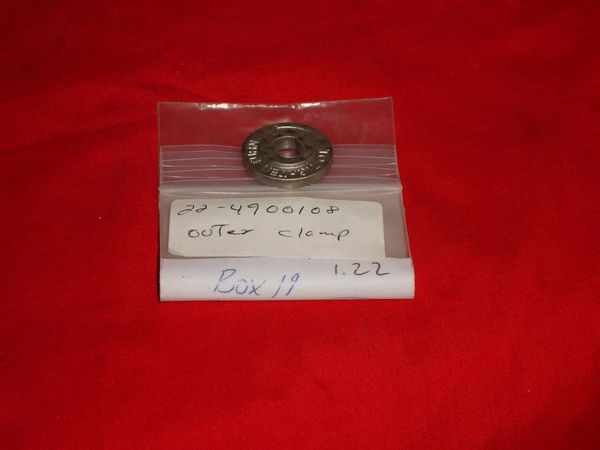 22-4900108
outer clamp
1.22
Box 19